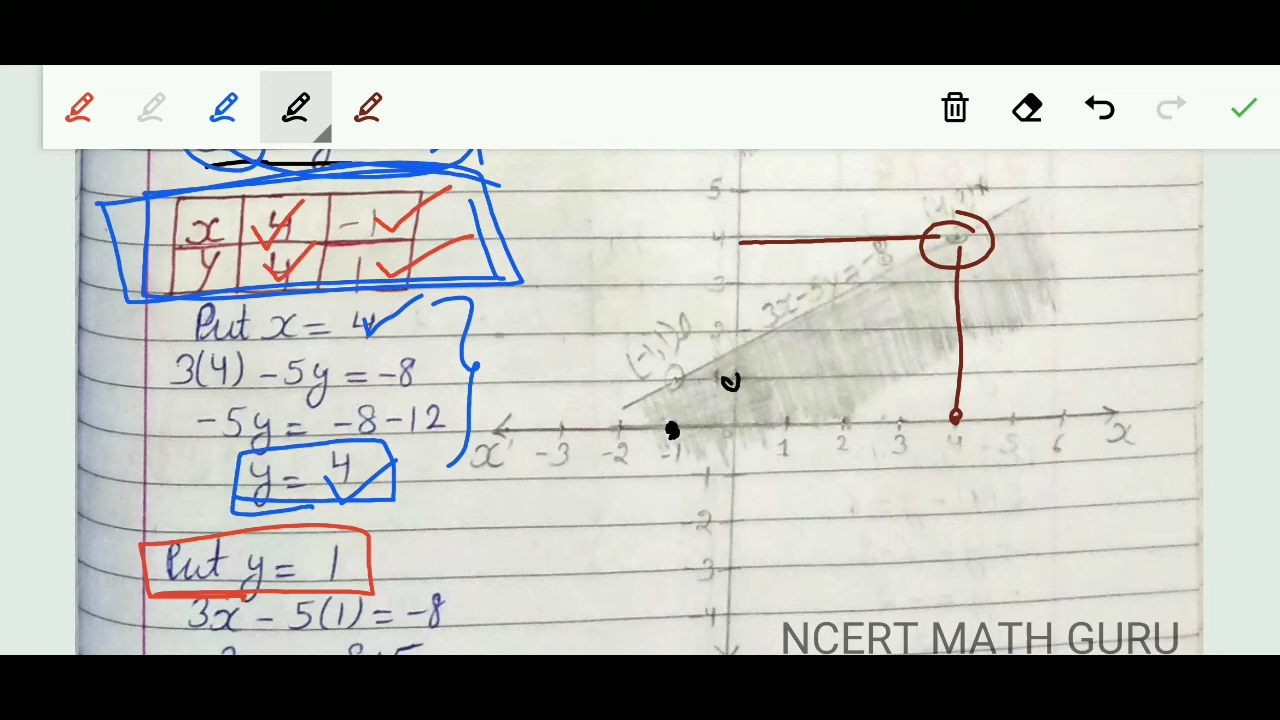 x 4 -1
y 4 1
Put x = 4
3(4) - 5y = -8
-5y = -8-12
y = 4
Put y = 1
3x - 5(1) = -8
5
4
3
2
1
3x-5y=-8
(-1,1)
x' -3 -2 -1 1 2 3 4 5 6 x
-1
-2
-3
-4
NCERT MATH GURU